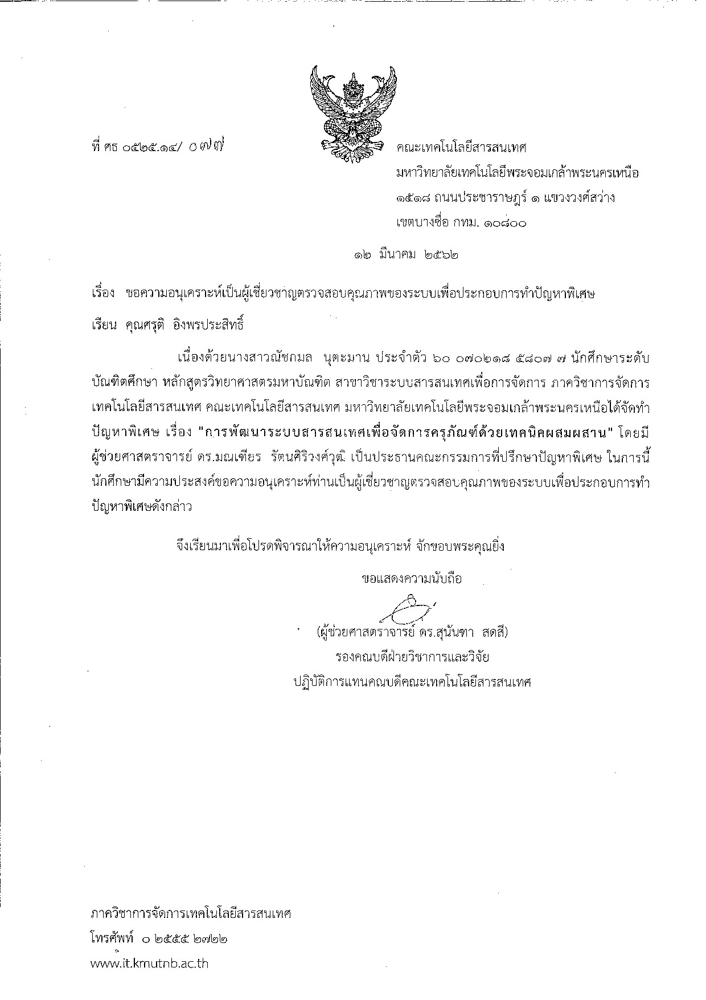 ที่ ศธ ๐๕๒๕.๑๔/ ๐๗๗
คณะเทคโนโลยีสารสนเทศ
มหาวิทยาลัยเทคโนโลยีพระจอมเกล้าพระนครเหนือ
๑๕๑๘ ถนนประชาราษฎร์ ๑ แขวงวงศ์สว่าง
เขตบางซื่อ กทม. ๑๐๘๐๐
๑๒ มีนาคม ๒๕๖๒
เรื่อง ขอความอนุเคราะห์เป็นผู้เชี่ยวชาญตรวจสอบคุณภาพของระบบเพื่อประกอบการทำปัญหาพิเศษ
เรียน คุณศรุติ อิงพรประสิทธิ์
เนื่องด้วยนางสาวณัชกมล นุตะมาน ประจำตัว ๖๐ ๐๗๐๒๑๘ ๕๘๐๗ ๗ นักศึกษาระดับ
บัณฑิตศึกษา หลักสูตรวิทยาศาสตรมหาบัณฑิต สาขาวิชาระบบสารสนเทศเพื่อการจัดการ ภาควิชาการจัดการ
เทคโนโลยีสารสนเทศ คณะเทคโนโลยีสารสนเทศ มหาวิทยาลัยเทคโนโลยีพระจอมเกล้าพระนครเหนือได้จัดทำ
ปัญหาพิเศษ เรื่อง "การพัฒนาระบบสารสนเทศเพื่อจัดการครุภัณฑ์ด้วยเทคนิคผสมผสาน" โดยมี
ผู้ช่วยศาสตราจารย์ ดร.มณเฑียร รัตนศิริวงศ์วุฒิ เป็นประธานคณะกรรมการที่ปรึกษาปัญหาพิเศษ ในการนี้
นักศึกษามีความประสงค์ขอความอนุเคราะห์ท่านเป็นผู้เชี่ยวชาญตรวจสอบคุณภาพของระบบเพื่อประกอบการทำ
ปัญหาพิเศษดังกล่าว
จึงเรียนมาเพื่อโปรดพิจารณาให้ความอนุเคราะห์ จักขอบพระคุณยิ่ง
ขอแสดงความนับถือ
(ผู้ช่วยศาสตราจารย์ ดร.สุนันฑา สดสี)
รองคณบดีฝ่ายวิชาการและวิจัย
ปฏิบัติการแทนคณบดีคณะเทคโนโลยีสารสนเทศ
ภาควิชาการจัดการเทคโนโลยีสารสนเทศ
โทรศัพท์ ๐ ๒๕๕๕ ๒๗๒๒
www.it.kmutnb.ac.th